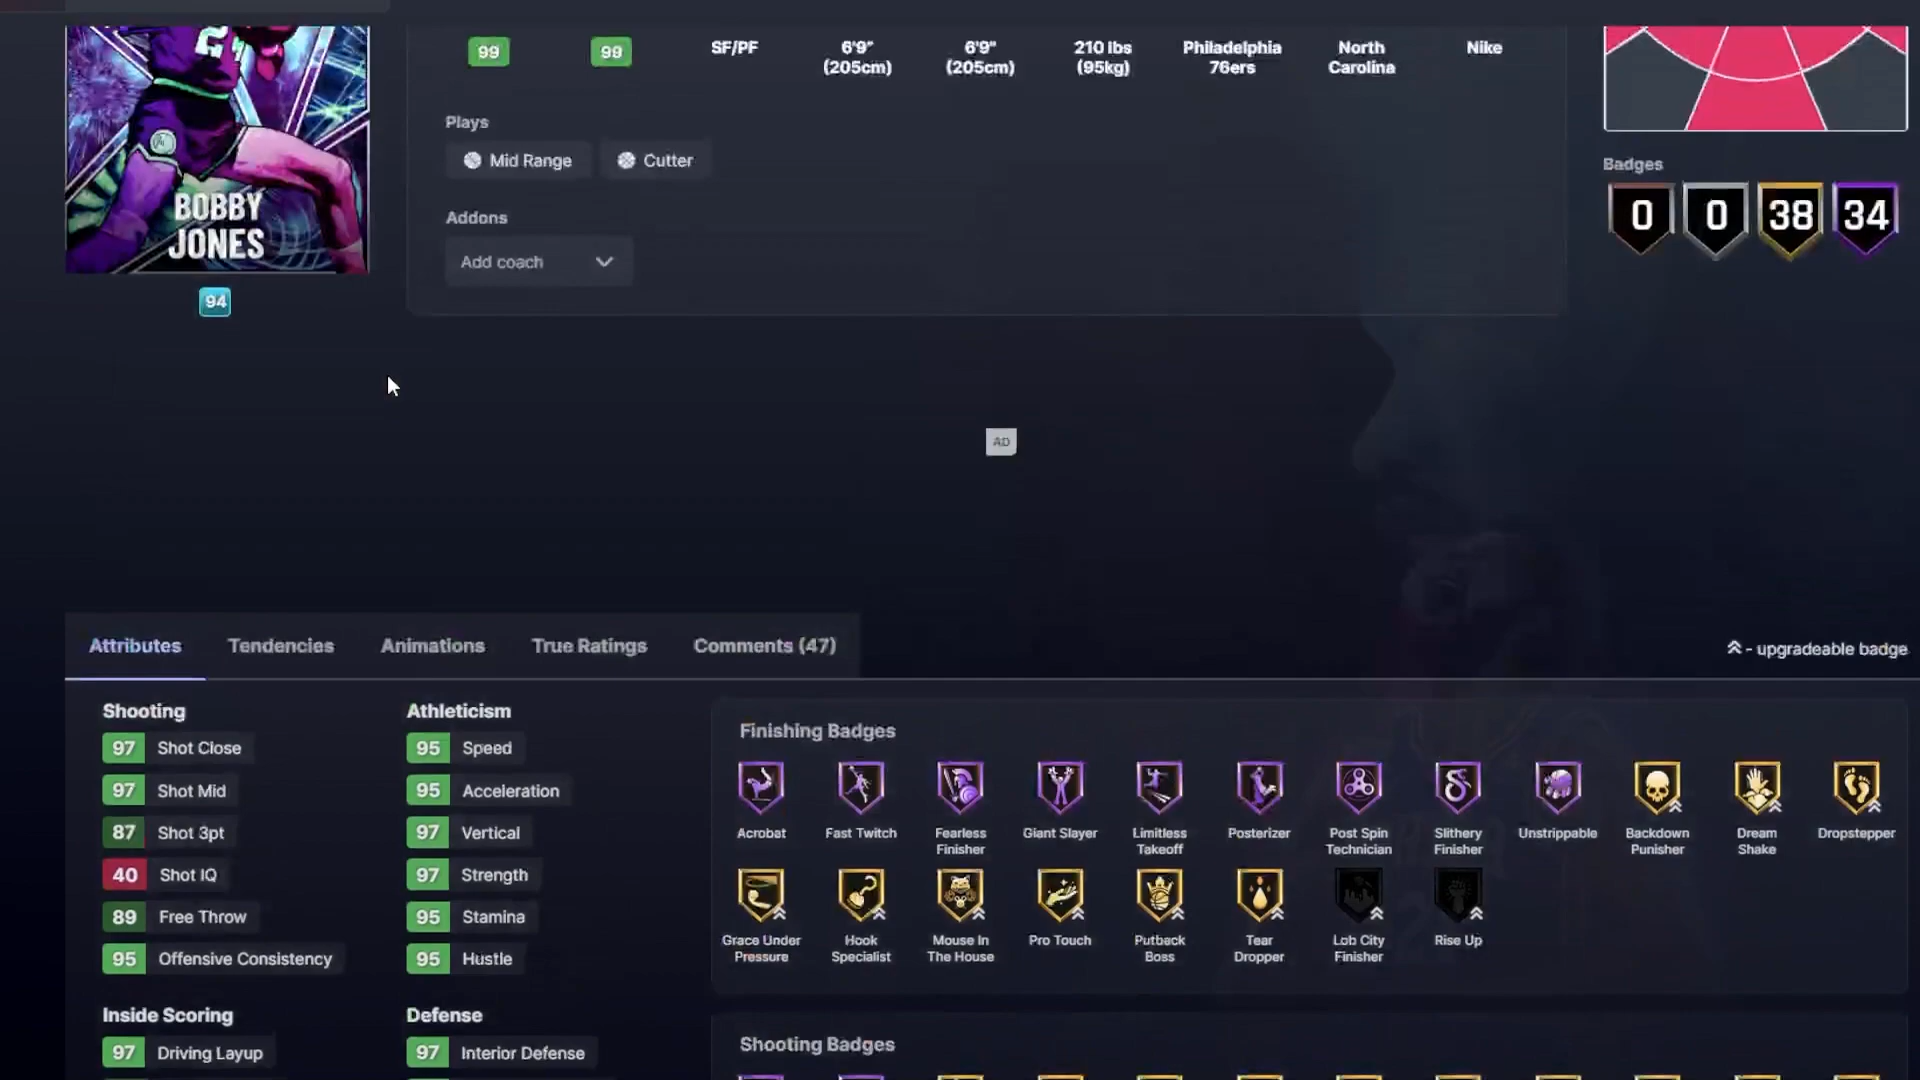 2
BOBBY
JONES
94
99
99
SF/PF
6'9"
(205cm)
6'9"
(205cm)
210 lbs
(95kg)
Philadelphia
76ers
North
Carolina
Nike
Plays
Mid Range
Cutter
Addons
Add coach
Badges
0
0
38
34
AD
Attributes
Tendencies
Animations
True Ratings
Comments (47)
- upgradeable badge
Shooting
97 Shot Close
97 Shot Mid
87 Shot 3pt
40 Shot IQ
89 Free Throw
95 Offensive Consistency
Inside Scoring
97 Driving Layup
Athleticism
95 Speed
95 Acceleration
97 Vertical
97 Strength
95 Stamina
95 Hustle
Defense
97 Interior Defense
Finishing Badges
Acrobat
Fast Twitch
Fearless
Finisher
Giant Slayer
Limitless
Takeoff
Posterizer
Post Spin
Technician
Slithery
Finisher
Unstrippable
Backdown
Punisher
Dream
Shake
Dropstepper
Grace Under
Pressure
Hook
Specialist
Mouse In
The House
Pro Touch
Putback
Boss
Tear
Dropper
Lob City
Finisher
Rise Up
Shooting Badges